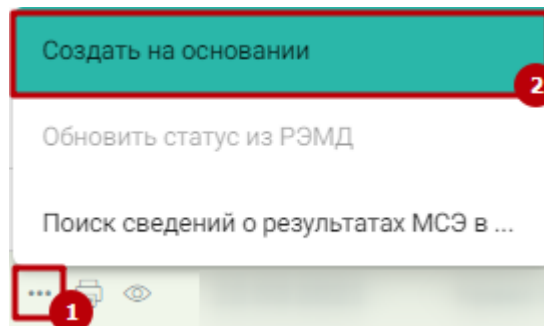 Создать на основании
2
Обновить статус из РЭМД
Поиск сведений о результатах МСЭ в ...
...
1